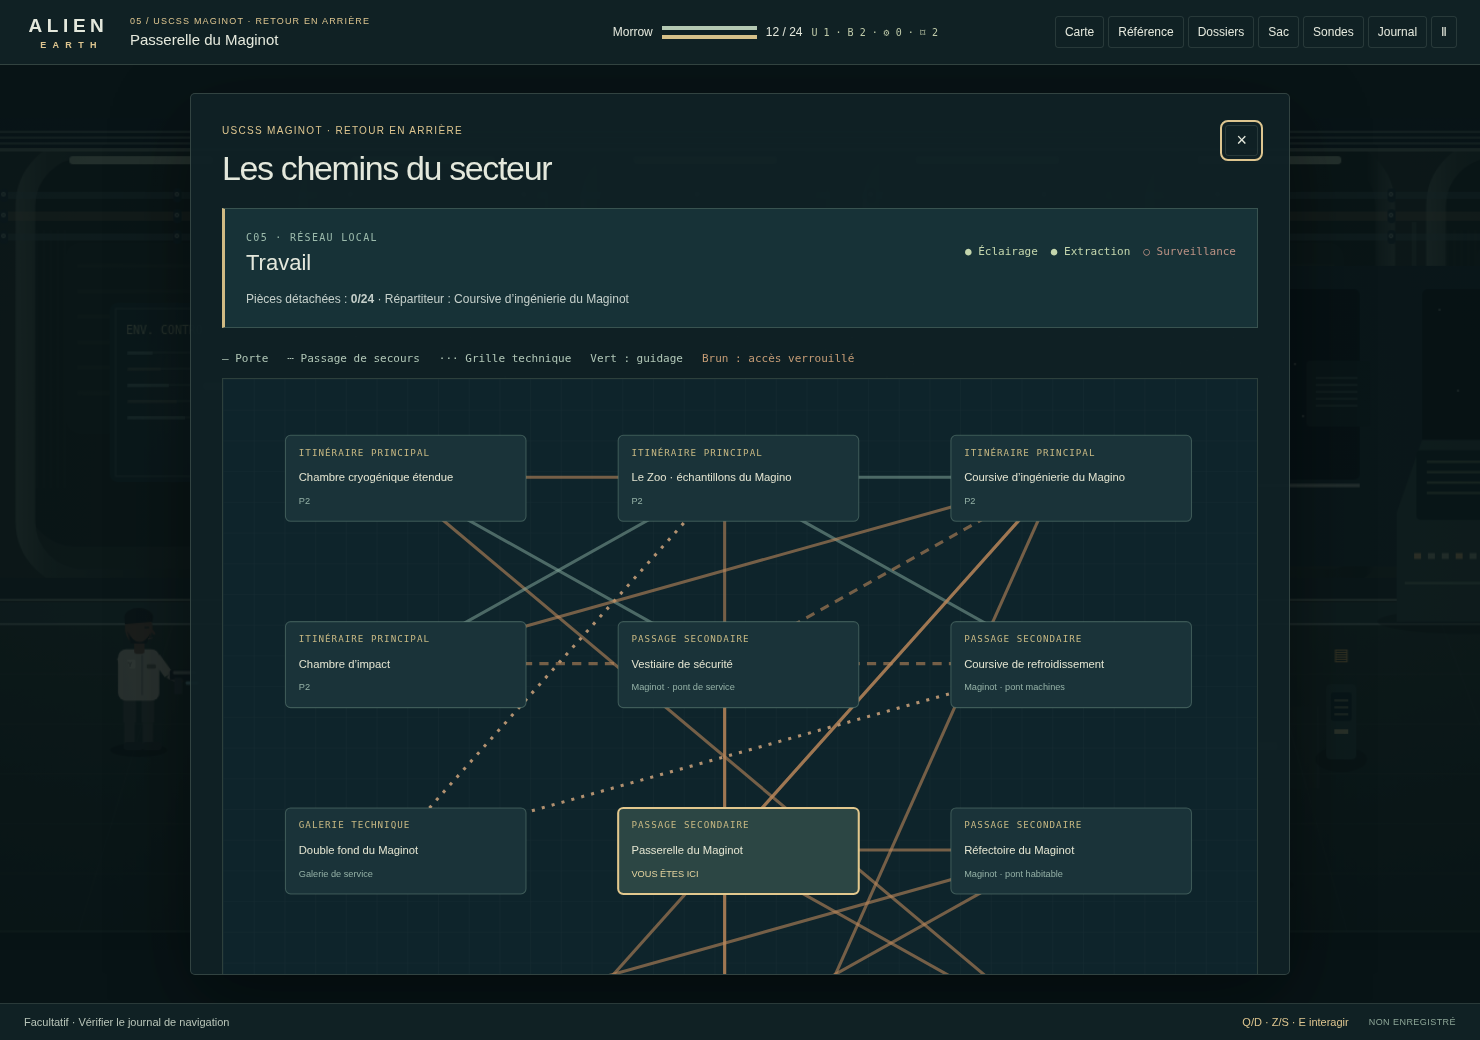 ALIEN
EARTH
05 / USCSS MAGINOT · RETOUR EN ARRIÈRE
Passerelle du Maginot
Morrow 12 / 24 U 1 · B 2 · ⚙ 0 · ⌑ 2
Carte Référence Dossiers Sac Sondes Journal Ⅱ
USCSS MAGINOT · RETOUR EN ARRIÈRE
×
Les chemins du secteur
C05 · RÉSEAU LOCAL
Travail
● Éclairage ● Extraction ○ Surveillance
Pièces détachées : 0/24 · Répartiteur : Coursive d’ingénierie du Maginot
— Porte ┄ Passage de secours ··· Grille technique Vert : guidage Brun : accès verrouillé
ENV. CONT
ITINÉRAIRE PRINCIPAL
Chambre cryogénique étendue
P2
ITINÉRAIRE PRINCIPAL
Le Zoo · échantillons du Magino
P2
ITINÉRAIRE PRINCIPAL
Coursive d’ingénierie du Magino
P2
ITINÉRAIRE PRINCIPAL
Chambre d’impact
P2
PASSAGE SECONDAIRE
Vestiaire de sécurité
Maginot · pont de service
PASSAGE SECONDAIRE
Coursive de refroidissement
Maginot · pont machines
GALERIE TECHNIQUE
Double fond du Maginot
Galerie de service
PASSAGE SECONDAIRE
Passerelle du Maginot
VOUS ÊTES ICI
PASSAGE SECONDAIRE
Réfectoire du Maginot
Maginot · pont habitable
Facultatif · Vérifier le journal de navigation
Q/D · Z/S · E interagir
NON ENREGISTRÉ